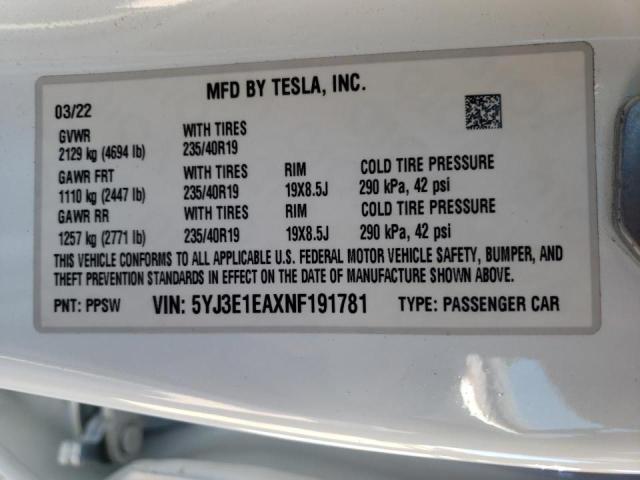 MFD BY TESLA, INC.
03/22
GVWR WITH TIRES
2129 kg (4694 lb) 235/40R19
GAWR FRT WITH TIRES RIM COLD TIRE PRESSURE
1110 kg (2447 lb) 235/40R19 19X8.5J 290 kPa, 42 psi
GAWR RR WITH TIRES RIM COLD TIRE PRESSURE
1257 kg (2771 lb) 235/40R19 19X8.5J 290 kPa, 42 psi
THIS VEHICLE CONFORMS TO ALL APPLICABLE U.S. FEDERAL MOTOR VEHICLE SAFETY, BUMPER, AND
THEFT PREVENTION STANDARDS IN EFFECT ON THE DATE OF MANUFACTURE SHOWN ABOVE.
PNT: PPSW VIN: 5YJ3E1EAXNF191781 TYPE: PASSENGER CAR